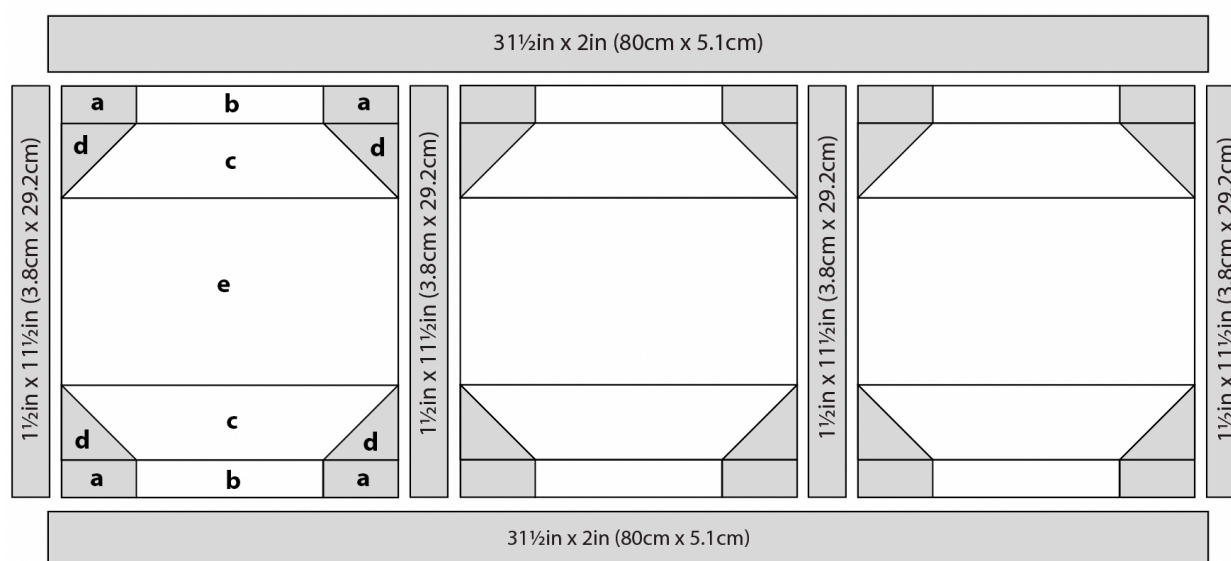 31½in x 2in (80cm x 5.1cm)
1½in x 11½in (3.8cm x 29.2cm)
a b a
d c d
e
c
d d
a b a
1½in x 11½in (3.8cm x 29.2cm)
1½in x 11½in (3.8cm x 29.2cm)
1½in x 11½in (3.8cm x 29.2cm)
31½in x 2in (80cm x 5.1cm)